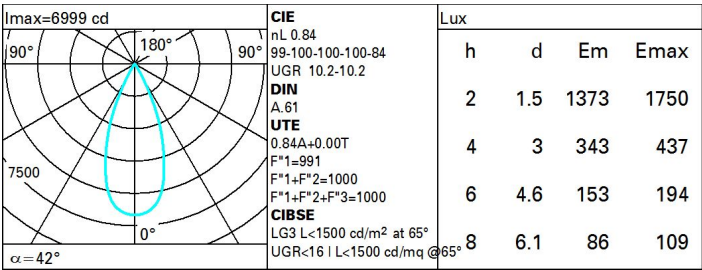 Imax=6999 cd
90°
180°
90°
7500
0°
α=42°
CIE
nL 0.84
99-100-100-100-84
UGR 10.2-10.2
DIN
A.61
UTE
0.84A+0.00T
F"1=991
F"1+F"2=1000
F"1+F"2+F"3=1000
CIBSE
LG3 L<1500 cd/m² at 65°
UGR<16 | L<1500 cd/mq @65°
Lux
h d Em Emax
2 1.5 1373 1750
4 3 343 437
6 4.6 153 194
8 6.1 86 109